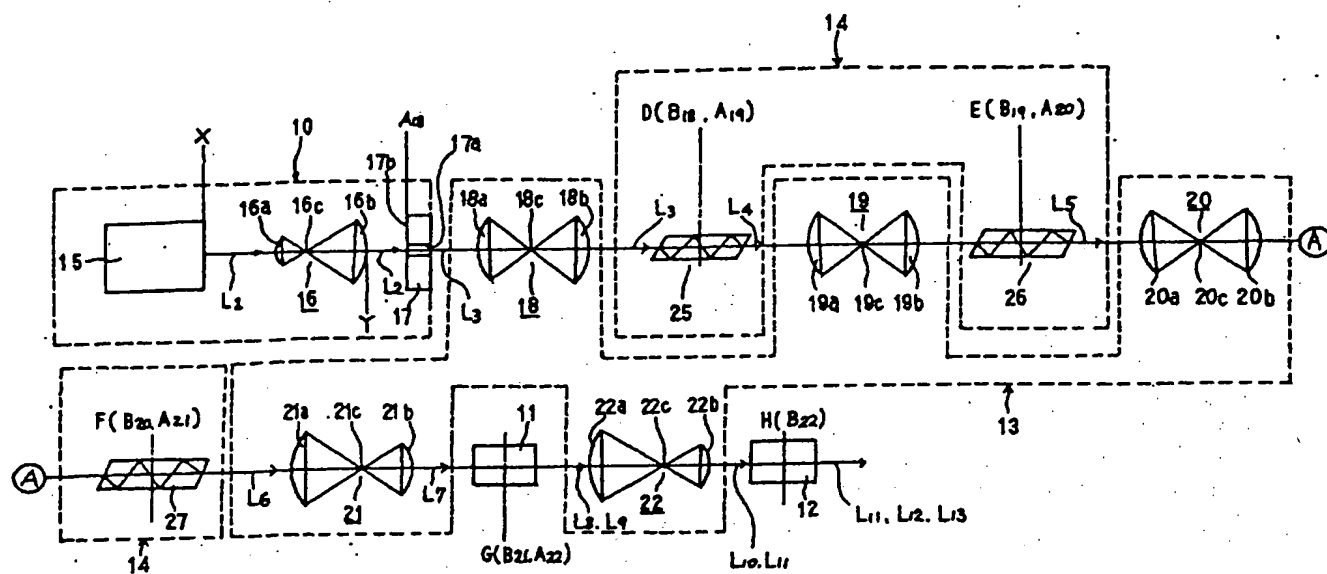 14
D(B18, A19)
E(B19, A20)
X
10
A18
17a
17b
16a
16c
16b
18a
18c
18b
L3
L4
19
L5
20
A
15
L1
16
L2
Y
17
L3
18
25
19a
19c
19b
26
20a
20c
20b
F(B20, A21)
21a
21c
21b
11
22a
22c
22b
H(B22)
13
A
L6
27
21
L7
L8, L9
22
12
L11, L12, L13
14
G(B21, A22)
L10, L11